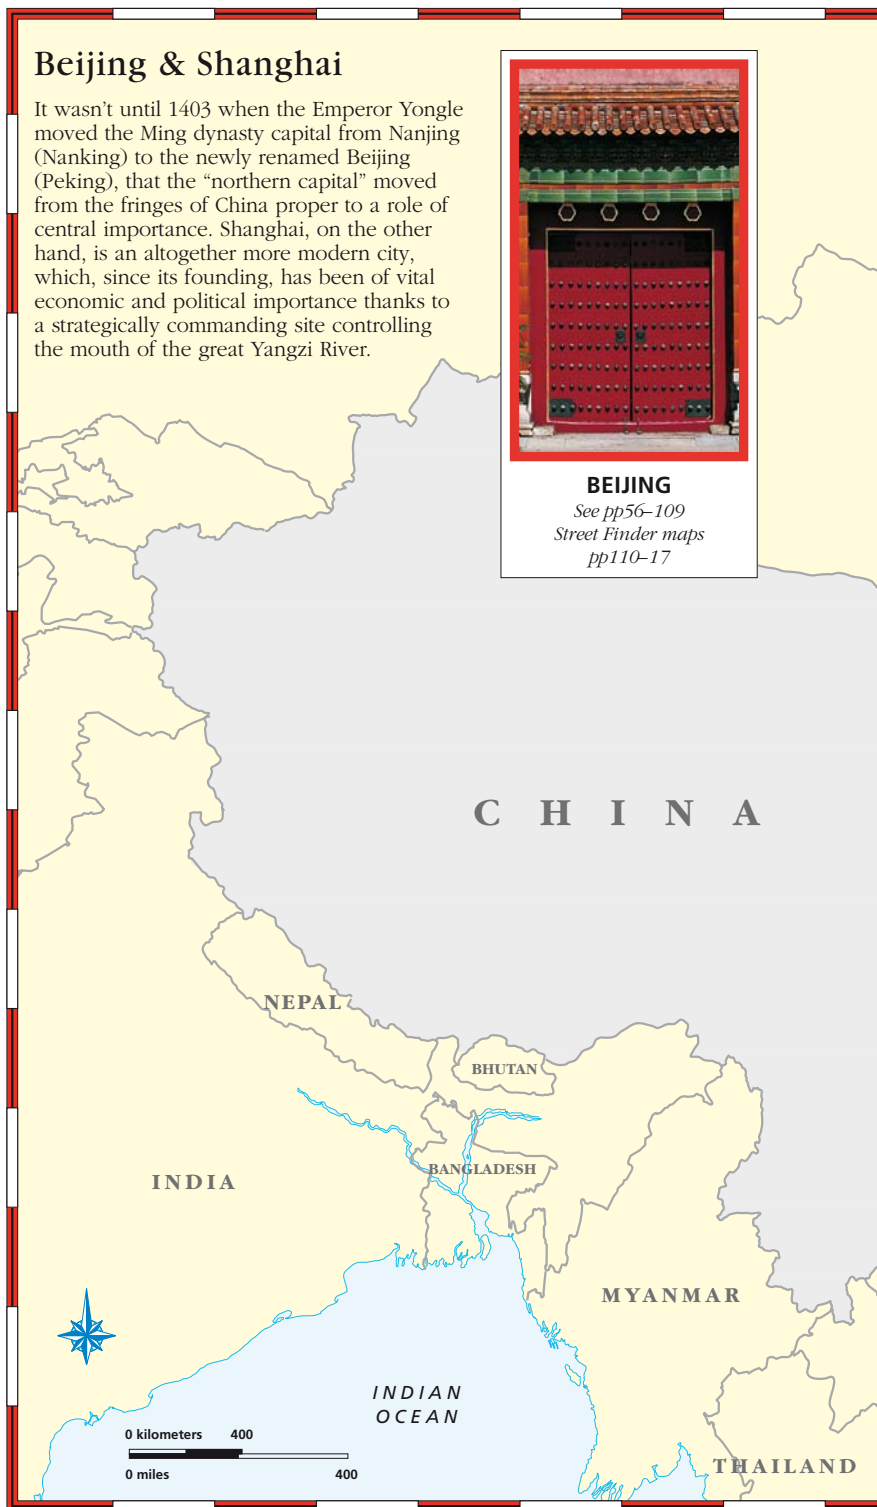 Beijing & Shanghai
It wasn’t until 1403 when the Emperor Yongle
moved the Ming dynasty capital from Nanjing
(Nanking) to the newly renamed Beijing
(Peking), that the “northern capital” moved
from the fringes of China proper to a role of
central importance. Shanghai, on the other
hand, is an altogether more modern city,
which, since its founding, has been of vital
economic and political importance thanks to
a strategically commanding site controlling
the mouth of the great Yangzi River.
BEIJING
See pp56–109
Street Finder maps
pp110–17
CHINA
NEPAL
BHUTAN
BANGLADESH
INDIA
MYANMAR
INDIAN
OCEAN
0 kilometers 400
0 miles 400
THAILAND